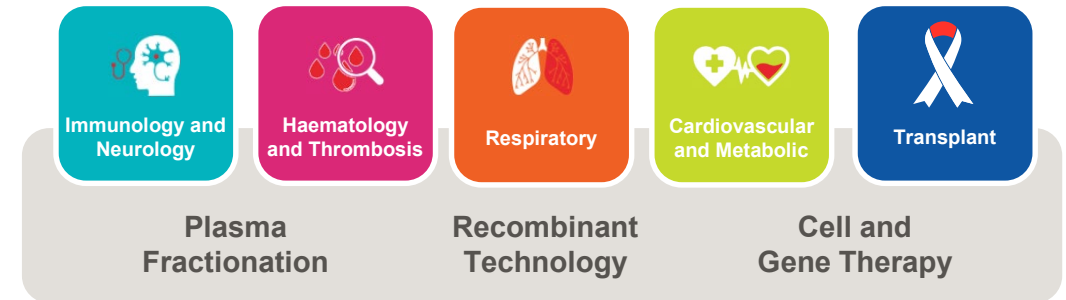 Immunology and
Neurology
Haematology
and Thrombosis
Respiratory
Cardiovascular
and Metabolic
Transplant
Plasma
Fractionation
Recombinant
Technology
Cell and
Gene Therapy